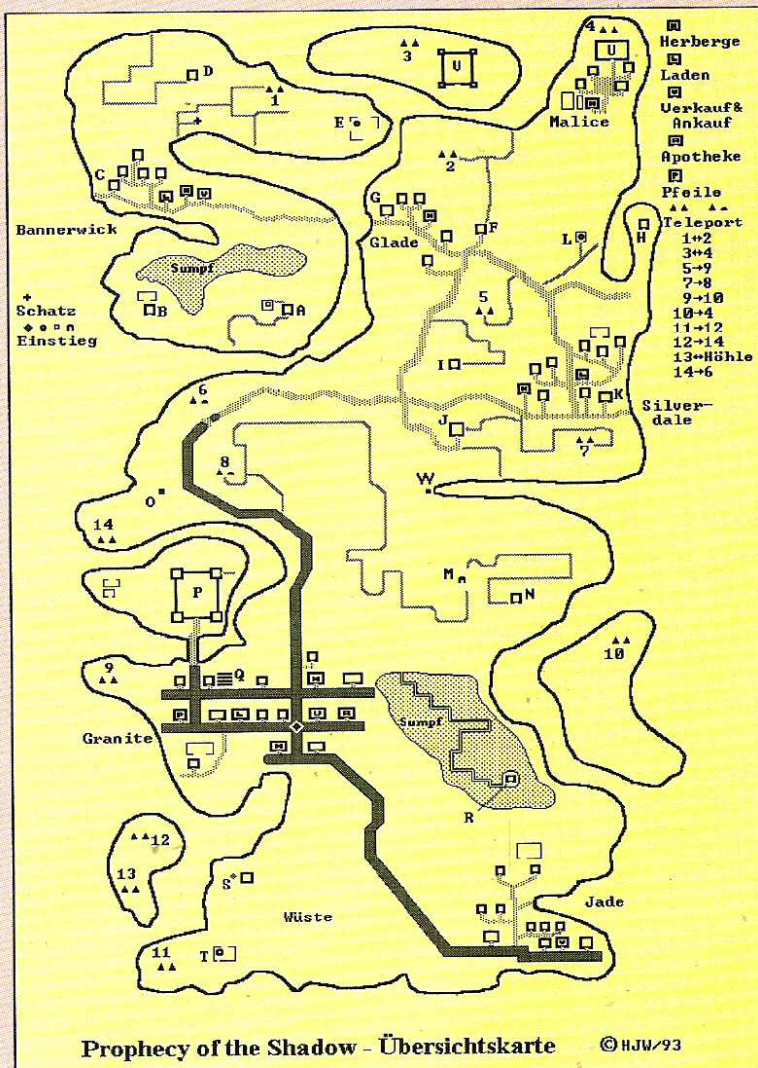 Herberge
Laden
Verkauf&
Ankauf
Apotheke
Pfeile
Teleport
1↔2
3↔4
5→9
7→8
9→10
10→4
11→12
12→14
13↔Höhle
14→6
4
U
Malice
3
V
D
1
E
2
C
Bannerwick
G
F
Glade
L
H
Sumpf
B
A
+
Schatz
Einstieg
5
I
6
K
Silver-
dale
J
7
8
W
O
14
M
N
P
9
Q
10
Granite
Sumpf
R
12
13
S
Wüste
Jade
11
T
Prophecy of the Shadow - Übersichtskarte
© HJW/93